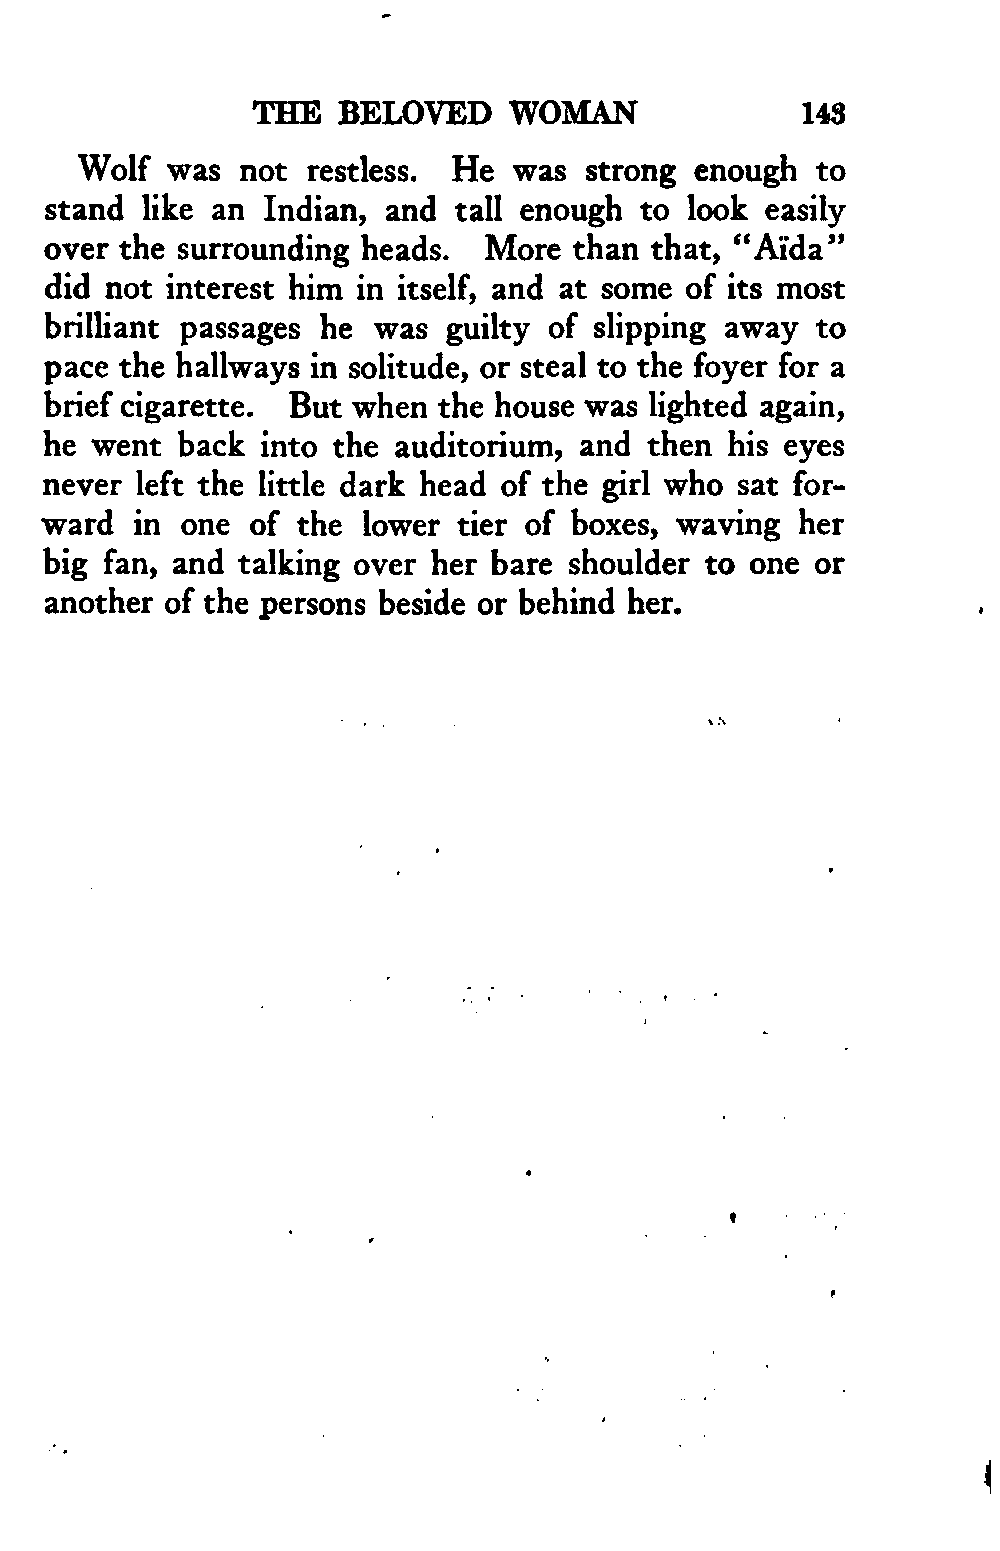 THE BELOVED WOMAN 143
Wolf was not restless. He was strong enough to
stand like an Indian, and tall enough to look easily
over the surrounding heads. More than that, “Aïda”
did not interest him in itself, and at some of its most
brilliant passages he was guilty of slipping away to
pace the hallways in solitude, or steal to the foyer for a
brief cigarette. But when the house was lighted again,
he went back into the auditorium, and then his eyes
never left the little dark head of the girl who sat for-
ward in one of the lower tier of boxes, waving her
big fan, and talking over her bare shoulder to one or
another of the persons beside or behind her.